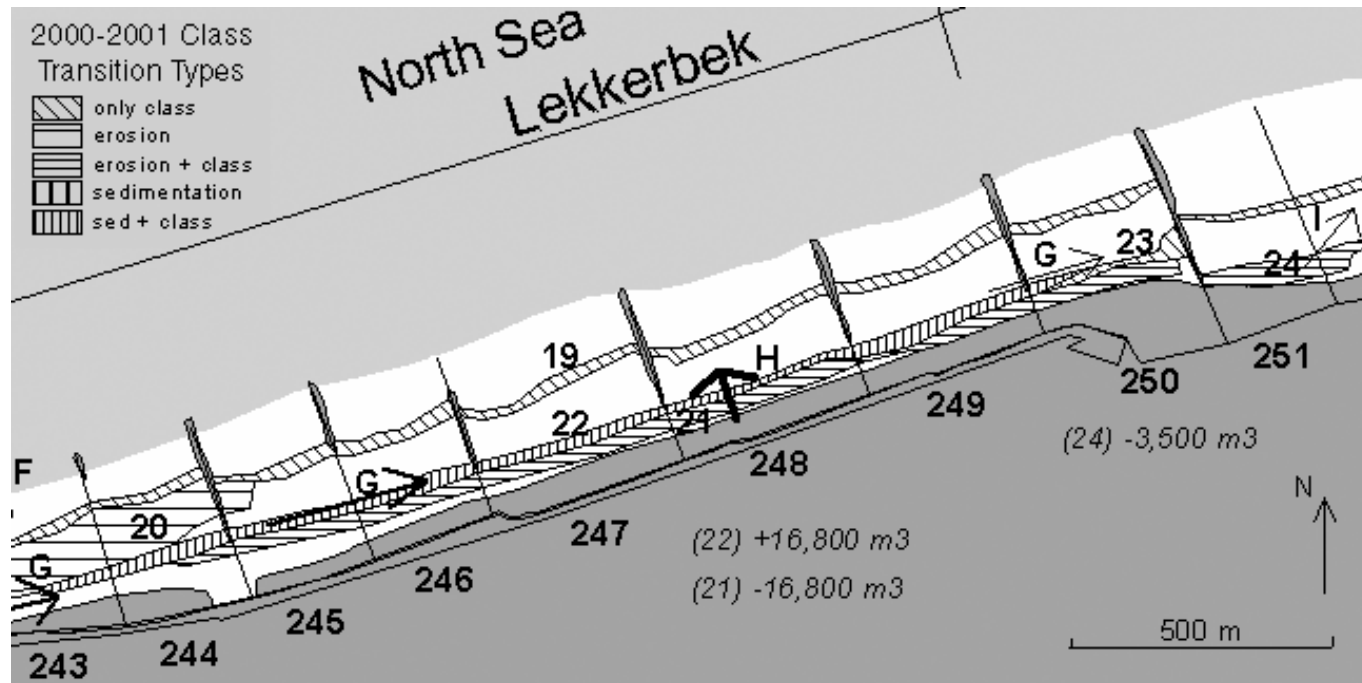 2000-2001 Class
Transition Types
only class
erosion
erosion + class
sedimentation
sed + class
North Sea
Lekkerbek
I
23
G
24
19
H
251
22
21
250
249
(24) -3,500 m3
F
G
248
N
20
247
(22) +16,800 m3
G
246
(21) -16,800 m3
245
500 m
244
243